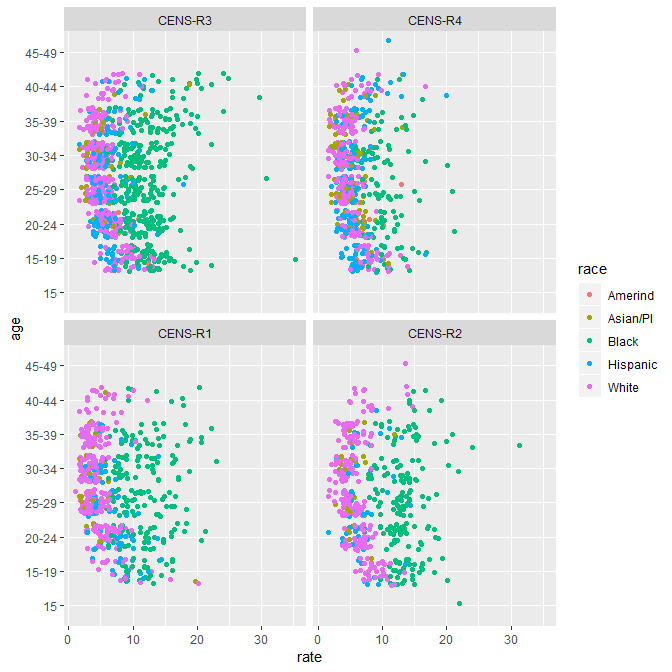 CENS-R3
CENS-R4
45-49
40-44
35-39
30-34
25-29
20-24
15-19
15
age
CENS-R1
CENS-R2
45-49
40-44
35-39
30-34
25-29
20-24
15-19
15
0
10
20
30
0
10
20
30
rate
race
Amerind
Asian/PI
Black
Hispanic
White